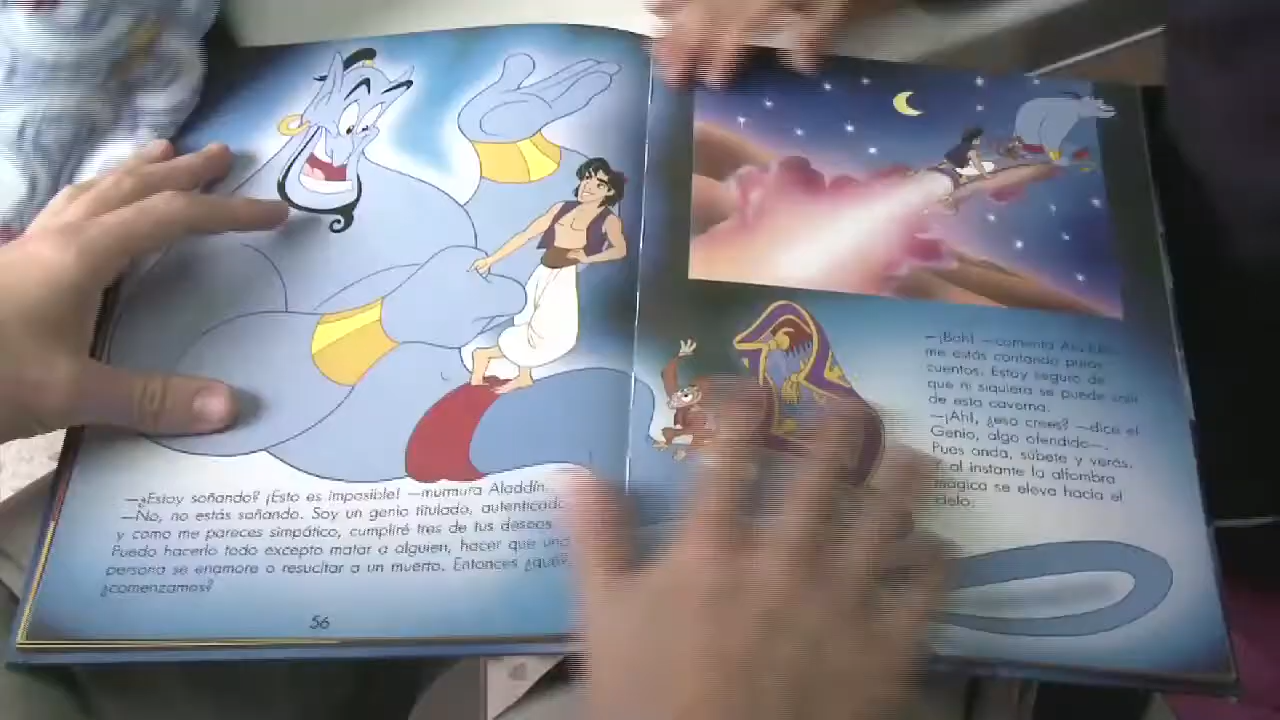 —¿Estoy soñando? ¡Esto es imposible! —murmura Aladdín.
—No, no estás soñando. Soy un genio titulado, autenticado
y como me pareces simpático, cumpliré tres de tus deseos.
Puedo hacerlo todo excepto matar a alguien, hacer que una
persona se enamore o resucitar a un muerto. Entonces ¿qué?,
¿comenzamos?
56
—¡Bah! —comenta
me estás contando puros
cuentos. Estoy seguro de
que ni siquiera se puede salir
de esta caverna.
—¡Ah!, ¿eso crees? —dice el
Genio, algo ofendido—.
Pues anda, súbete y verás.
Y al instante la alfombra
mágica se eleva hacia el
cielo.